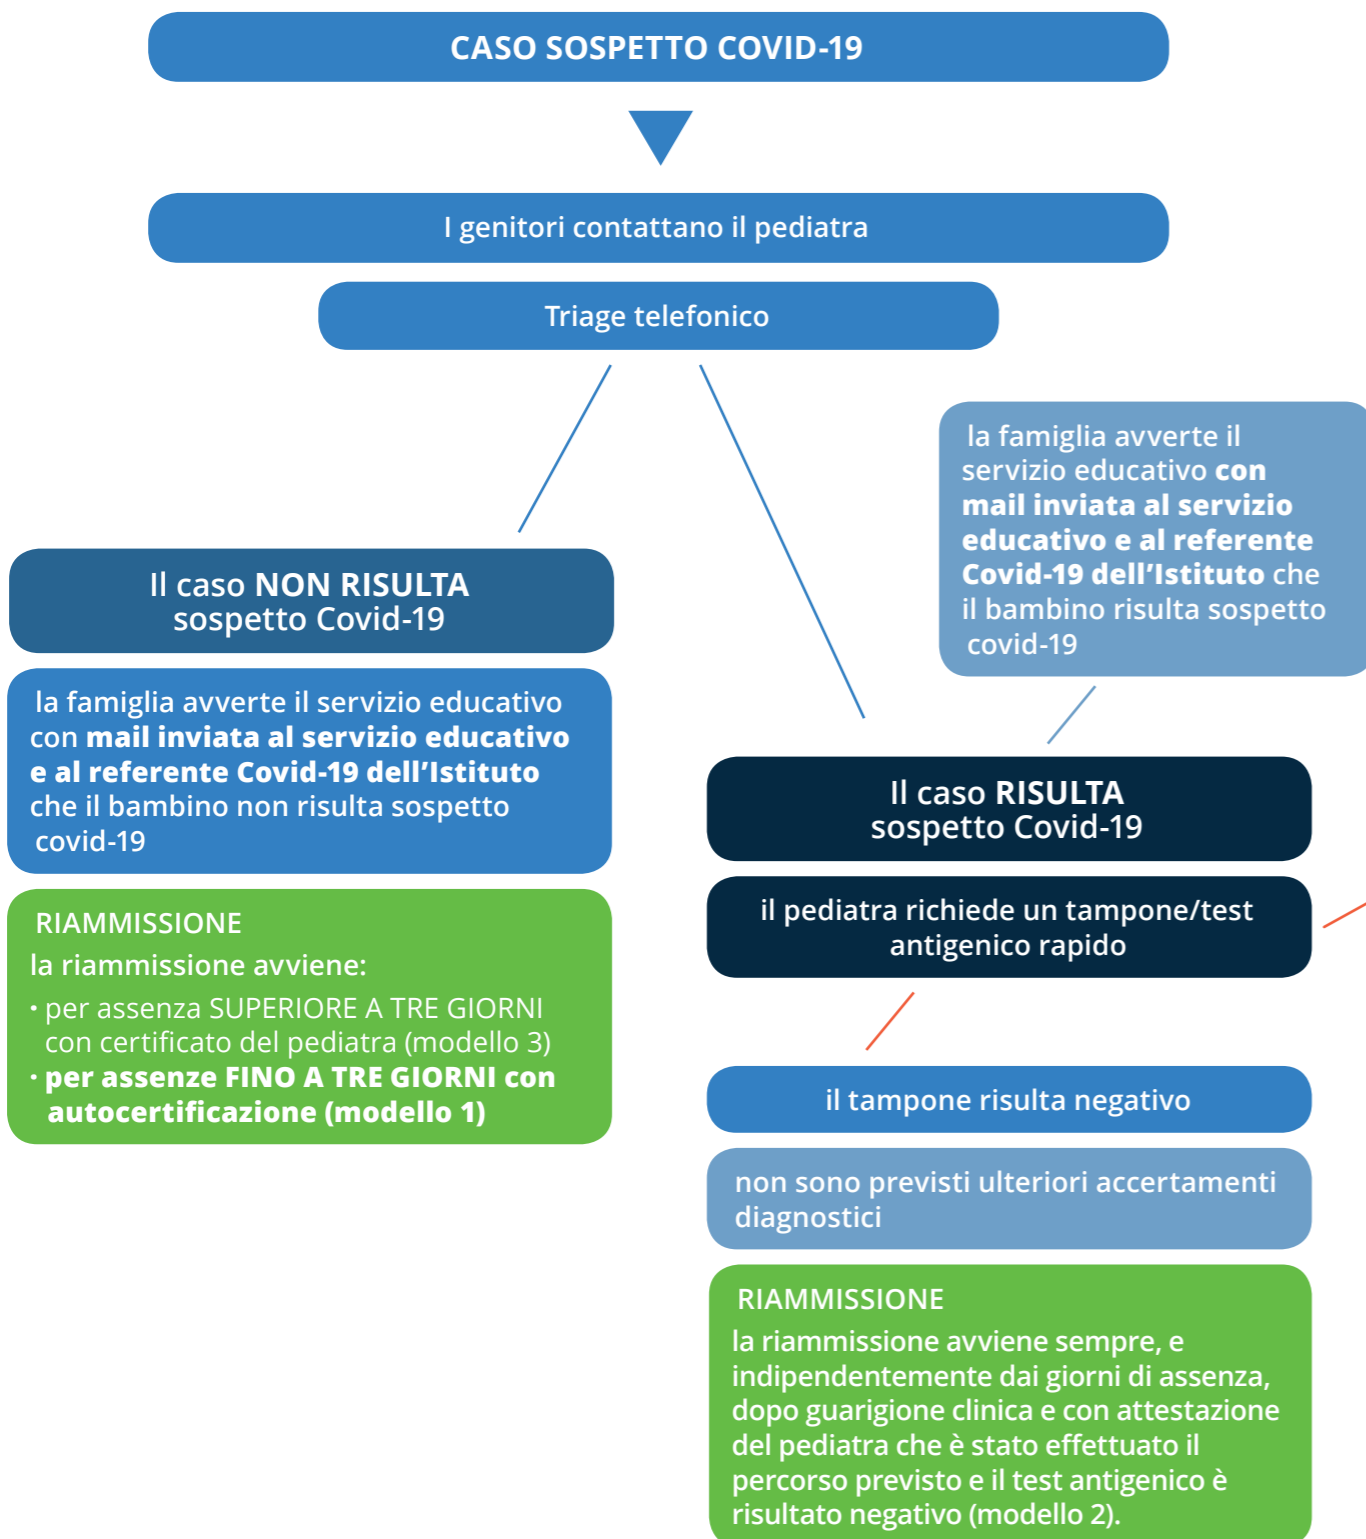 CASO SOSPETTO COVID-19
I genitori contattano il pediatra
Triage telefonico
la famiglia avverte il
servizio educativo con
mail inviata al servizio
educativo e al referente
Covid-19 dell'Istituto che
il bambino risulta sospetto
covid-19
Il caso NON RISULTA
sospetto Covid-19
la famiglia avverte il servizio educativo
con mail inviata al servizio educativo
e al referente Covid-19 dell'Istituto
che il bambino non risulta sospetto
covid-19
RIAMMISSIONE
la riammissione avviene:
· per assenza SUPERIORE A TRE GIORNI
con certificato del pediatra (modello 3)
· per assenze FINO A TRE GIORNI con
autocertificazione (modello 1)
Il caso RISULTA
sospetto Covid-19
il pediatra richiede un tampone/test
antigenico rapido
il tampone risulta negativo
non sono previsti ulteriori accertamenti
diagnostici
RIAMMISSIONE
la riammissione avviene sempre, e
indipendentemente dai giorni di assenza,
dopo guarigione clinica e con attestazione
del pediatra che è stato effettuato il
percorso previsto e il test antigenico è
risultato negativo (modello 2).